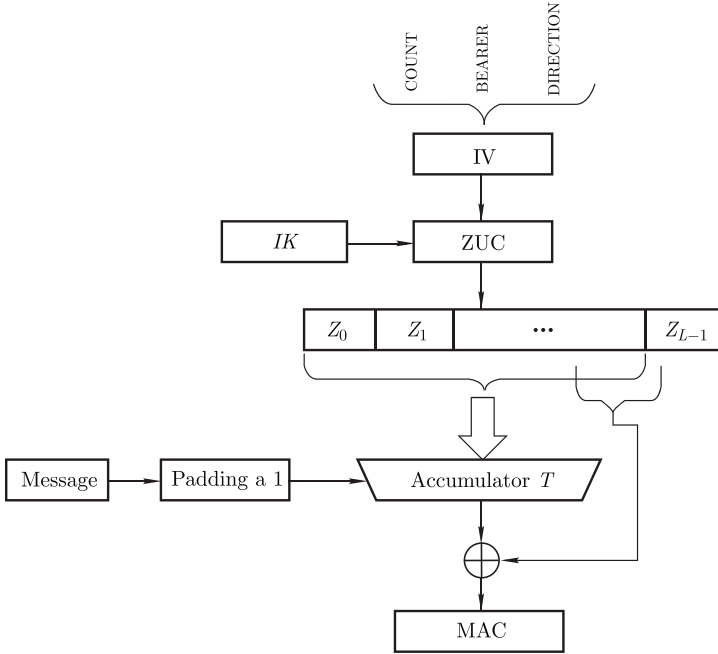 COUNT
BEARER
DIRECTION
IV
IK
ZUC
Z0 Z1 ... ZL−1
Message
Padding a 1
Accumulator T
MAC